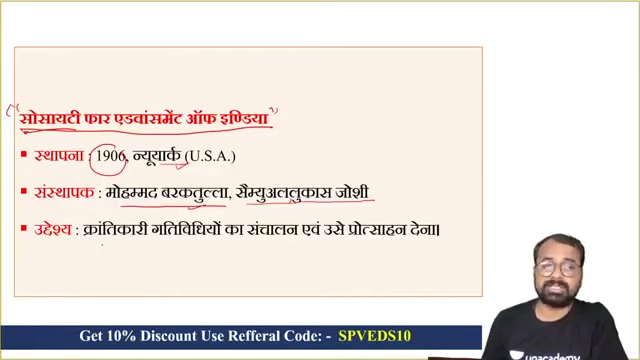 सोसायटी फार एडवांसमेंट ऑफ इण्डिया
स्थापना : 1906, न्यूयार्क (U.S.A.)
संस्थापक : मोहम्मद बरकतुल्ला, सैम्युअललुकास जोशी
उद्देश्य : क्रांतिकारी गतिविधियों का संचालन एवं उसे प्रोत्साहन देना।
unacademy
Get 10% Discount Use Refferal Code: - SPVEDS10